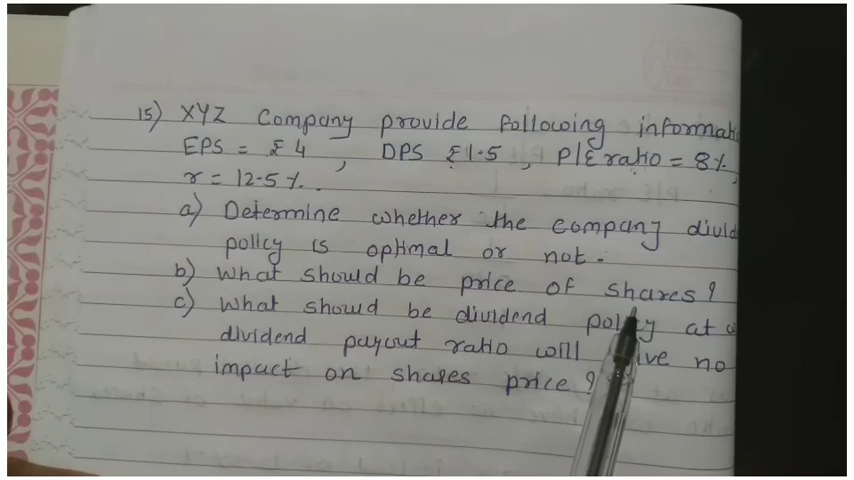 15) XYZ Company provide following informati
EPS = ₹ 4 , DPS ₹ 1.5 , P/E ratio = 8%,
r = 12.5 %.
a) Determine whether the company divid
policy is optimal or not.
b) What should be price of shares?
c) What should be dividend policy at w
dividend payout ratio will have no
impact on shares price?